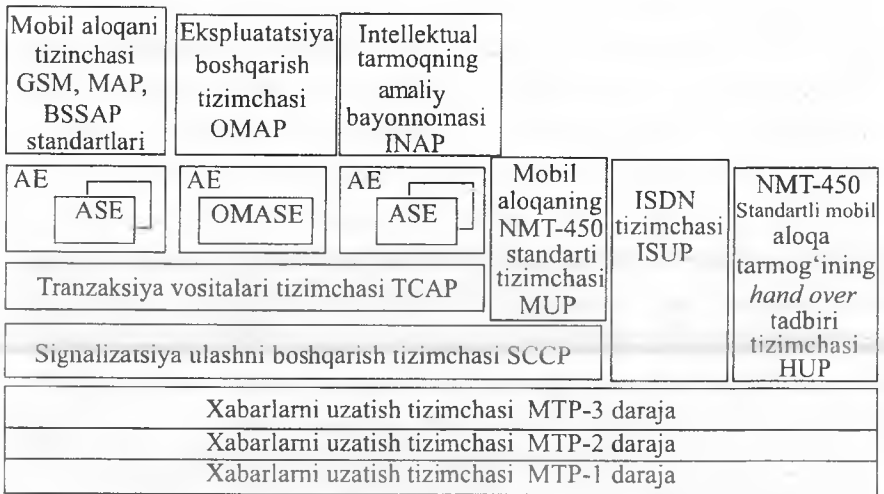 Mobil aloqani
tizinchasi
GSM, MAP,
BSSAP
standartlari
Ekspluatatsiya
boshqarish
tizimchasi
OMAP
Intellektual
tarmoqning
amaliy
bayonnomasi
INAP
AE
ASE
AE
OMASE
AE
ASE
Mobil
aloqaning
NMT-450
standarti
tizimchasi
MUP
ISDN
tizimchasi
ISUP
NMT-450
Standartli mobil
aloqa
tarmog‘ining
hand over
tadbiri
tizimchasi
HUP
Tranzaksiya vositalari tizimchasi TCAP
Signalizatsiya ulashni boshqarish tizimchasi SCCP
Xabarlarni uzatish tizimchasi MTP-3 daraja
Xabarlarni uzatish tizimchasi MTP-2 daraja
Xabarlarni uzatish tizimchasi MTP-1 daraja